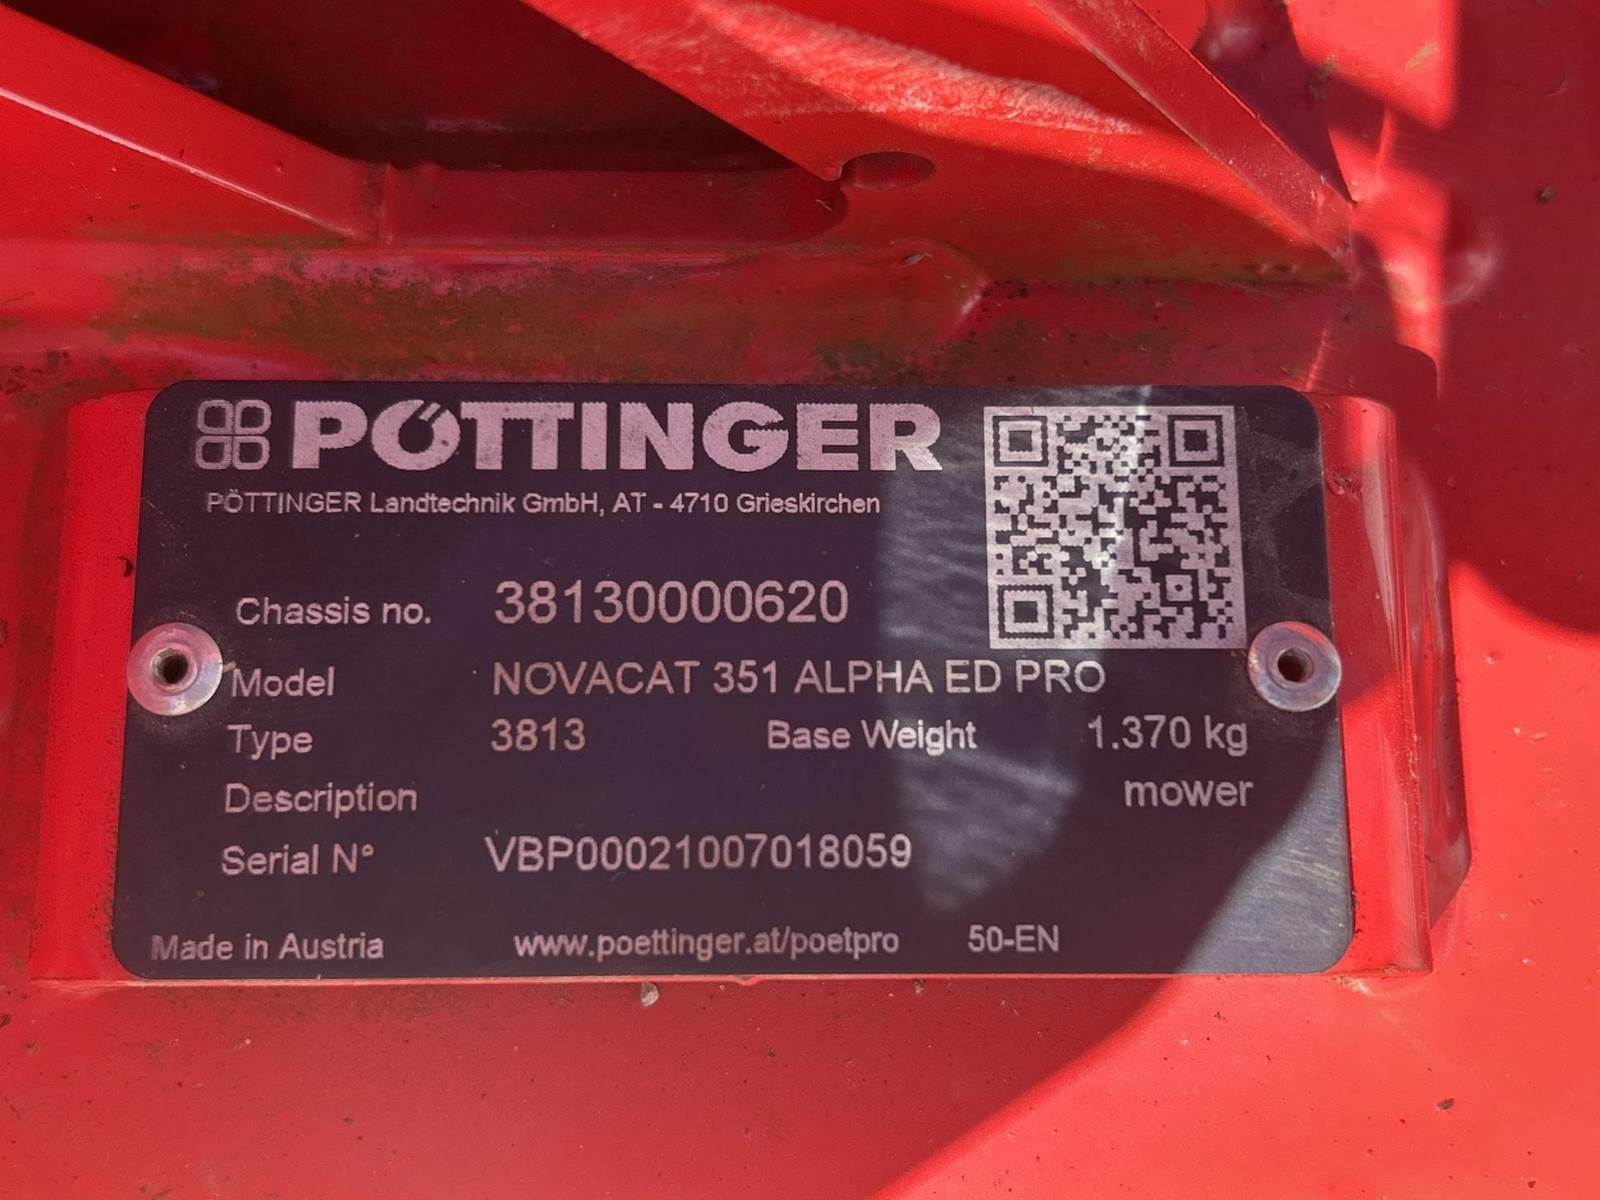 PÖTTINGER
PÖTTINGER Landtechnik GmbH, AT - 4710 Grieskirchen
Chassis no. 38130000620
Model NOVACAT 351 ALPHA ED PRO
Type 3813 Base Weight 1.370 kg
Description mower
Serial N° VBP00021007018059
Made in Austria www.poettinger.at/poetpro 50-EN